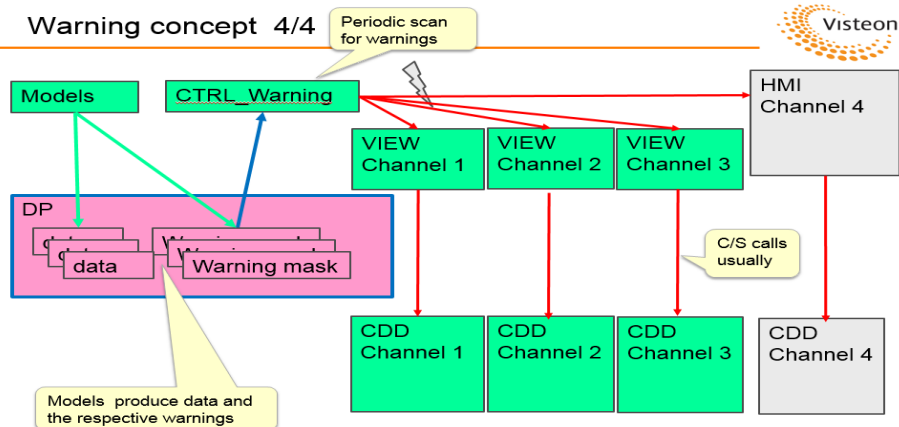 Warning concept 4/4
Periodic scan
for warnings
Visteon
Models
CTRL_Warning
HMI
Channel 4
VIEW
Channel 1
VIEW
Channel 2
VIEW
Channel 3
DP
data
Warning mask
C/S calls
usually
CDD
Channel 1
CDD
Channel 2
CDD
Channel 3
CDD
Channel 4
Models produce data and
the respective warnings